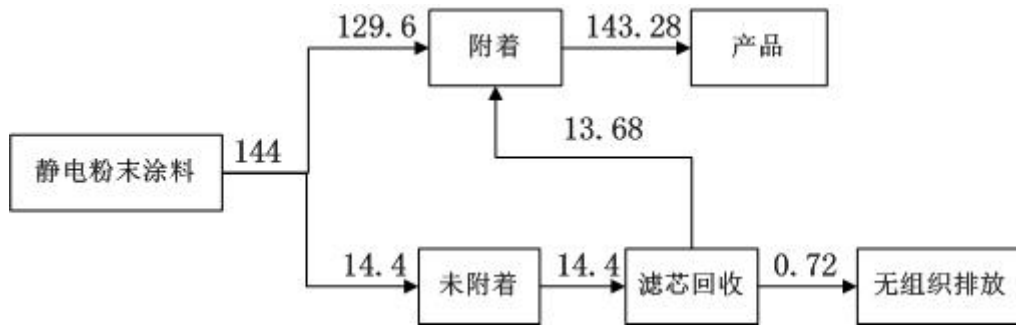 129.6
附着
143.28
产品
13.68
静电粉末涂料
144
14.4
未附着
14.4
滤芯回收
0.72
无组织排放